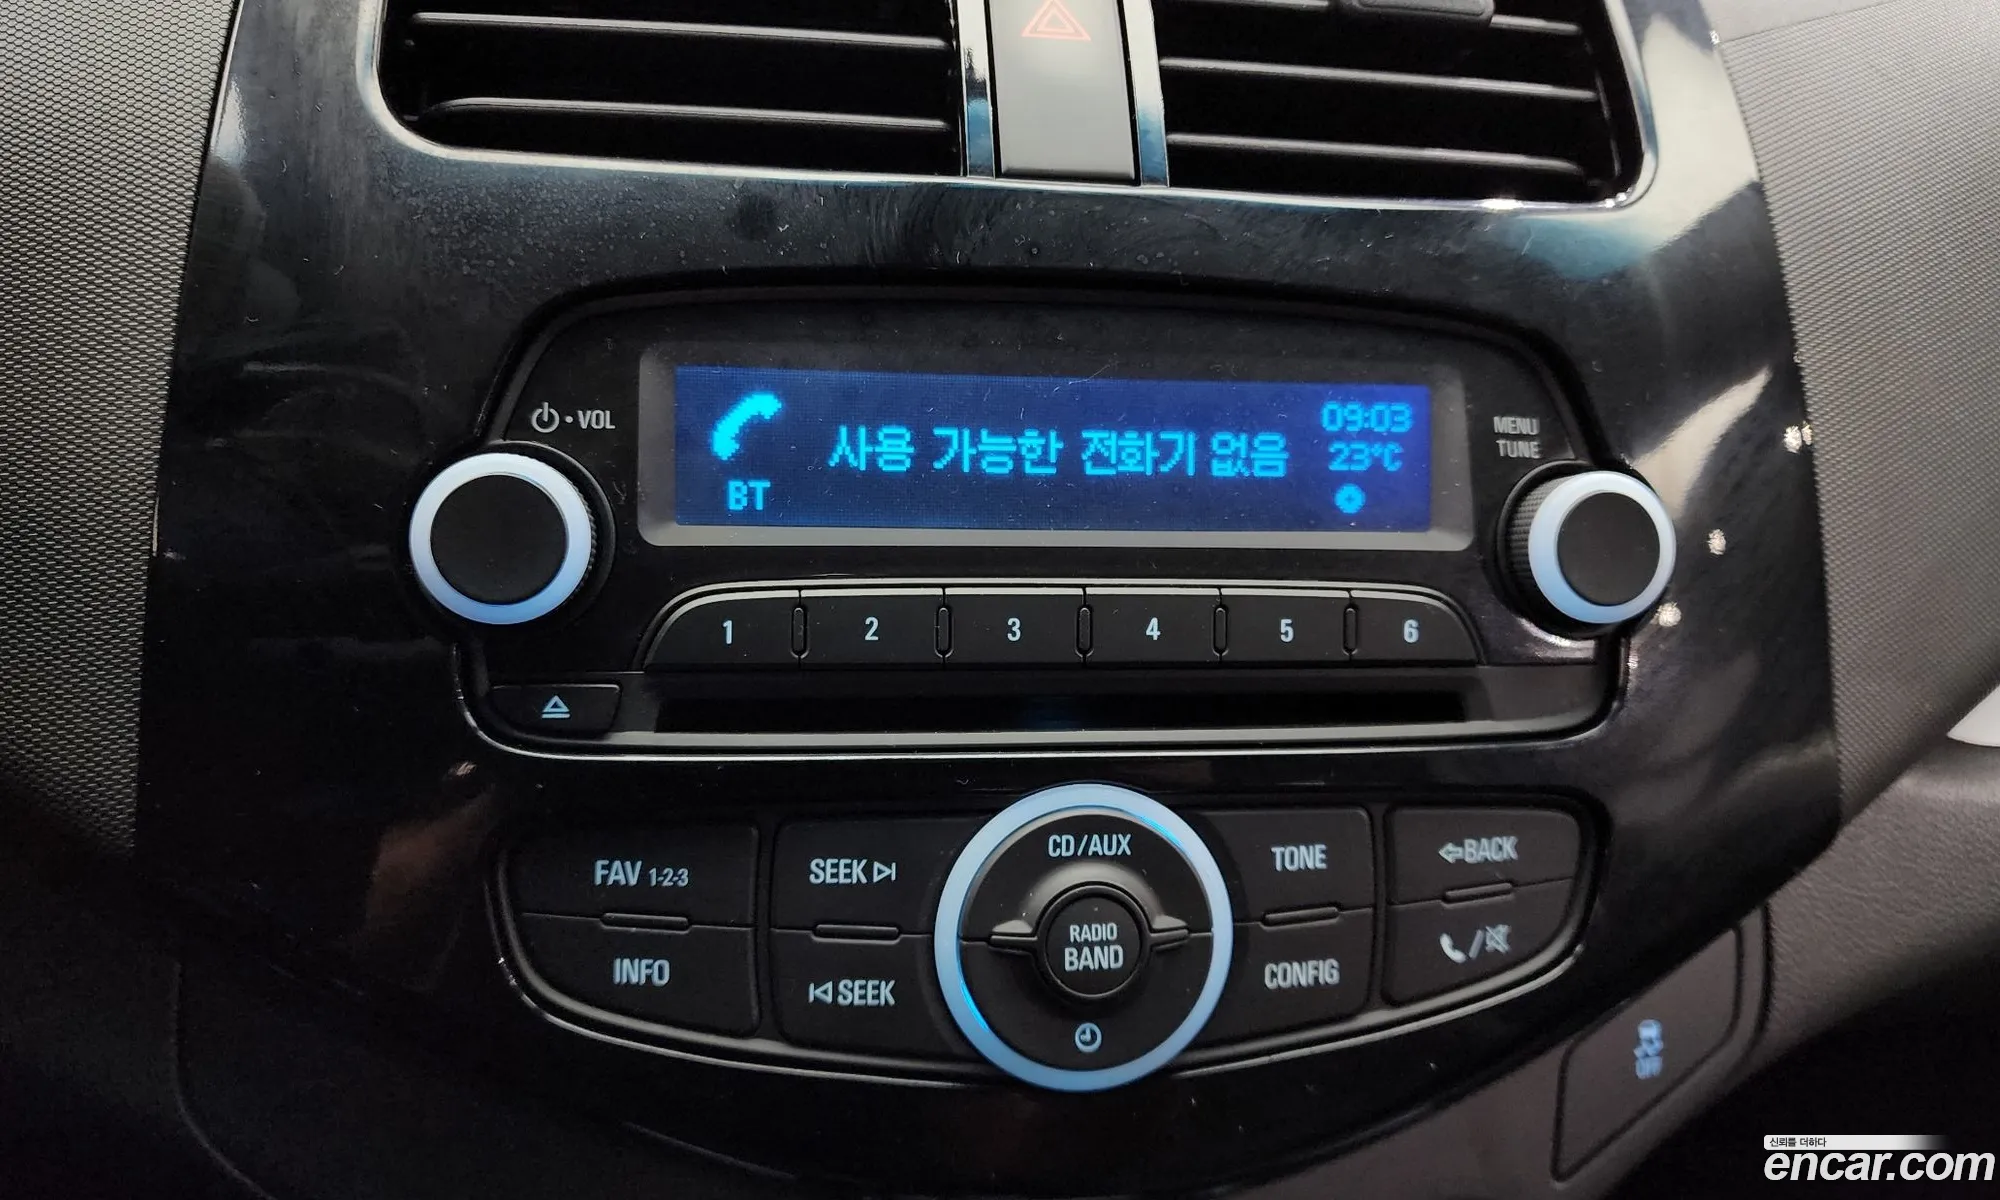 VOL
사용 가능한 전화기 없음
BT
09:03
23°C
MENU
TUNE
1 2 3 4 5 6
CD/AUX
FAV 1-2-3
SEEK
RADIO
BAND
TONE
BACK
INFO
SEEK
CONFIG
OFF
신뢰를 더하다
encar.com